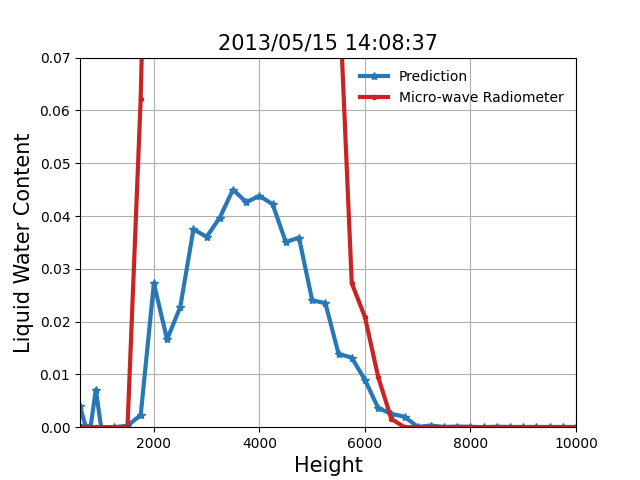 2013/05/15 14:08:37
0.07
0.06
0.05
0.04
0.03
0.02
0.01
0.00
Liquid Water Content
Prediction
Micro-wave Radiometer
2000 4000 6000 8000 10000
Height